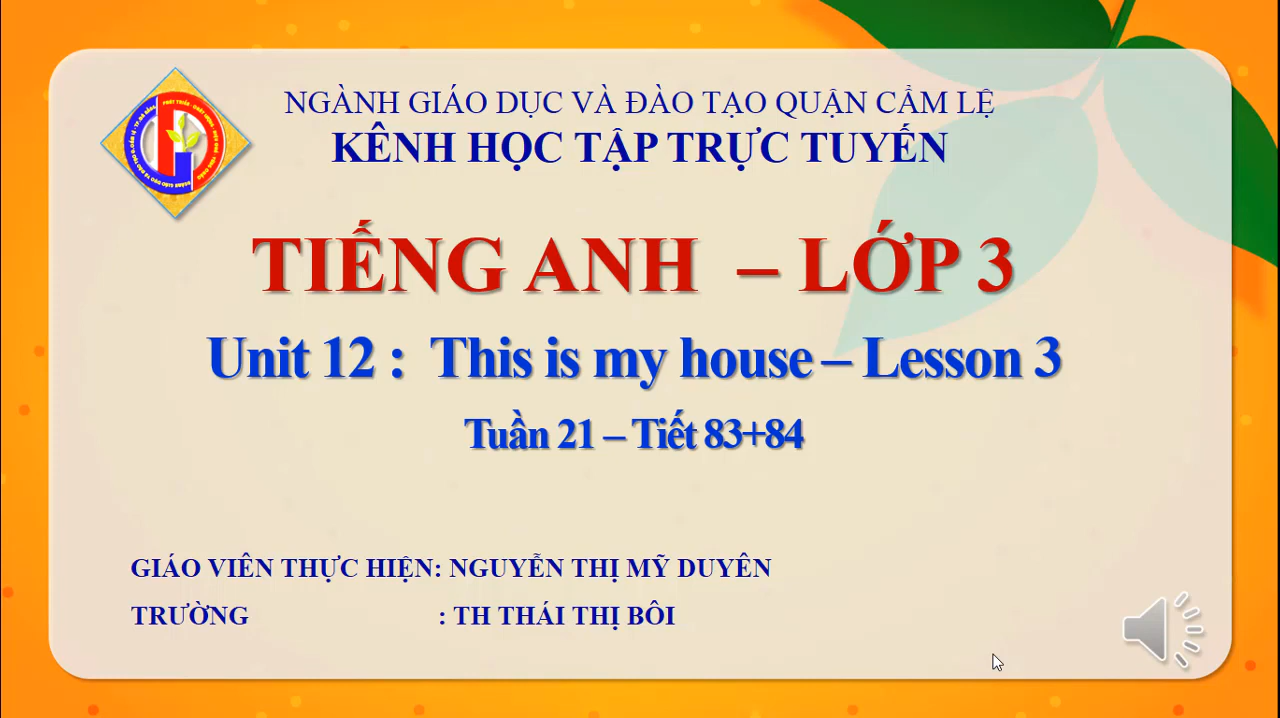 NGÀNH GIÁO DỤC VÀ ĐÀO TẠO QUẬN CẨM LỆ
KÊNH HỌC TẬP TRỰC TUYẾN
TIẾNG ANH – LỚP 3
Unit 12 : This is my house – Lesson 3
Tuần 21 – Tiết 83+84
GIÁO VIÊN THỰC HIỆN: NGUYỄN THỊ MỸ DUYÊN
TRƯỜNG : TH THÁI THỊ BÔI